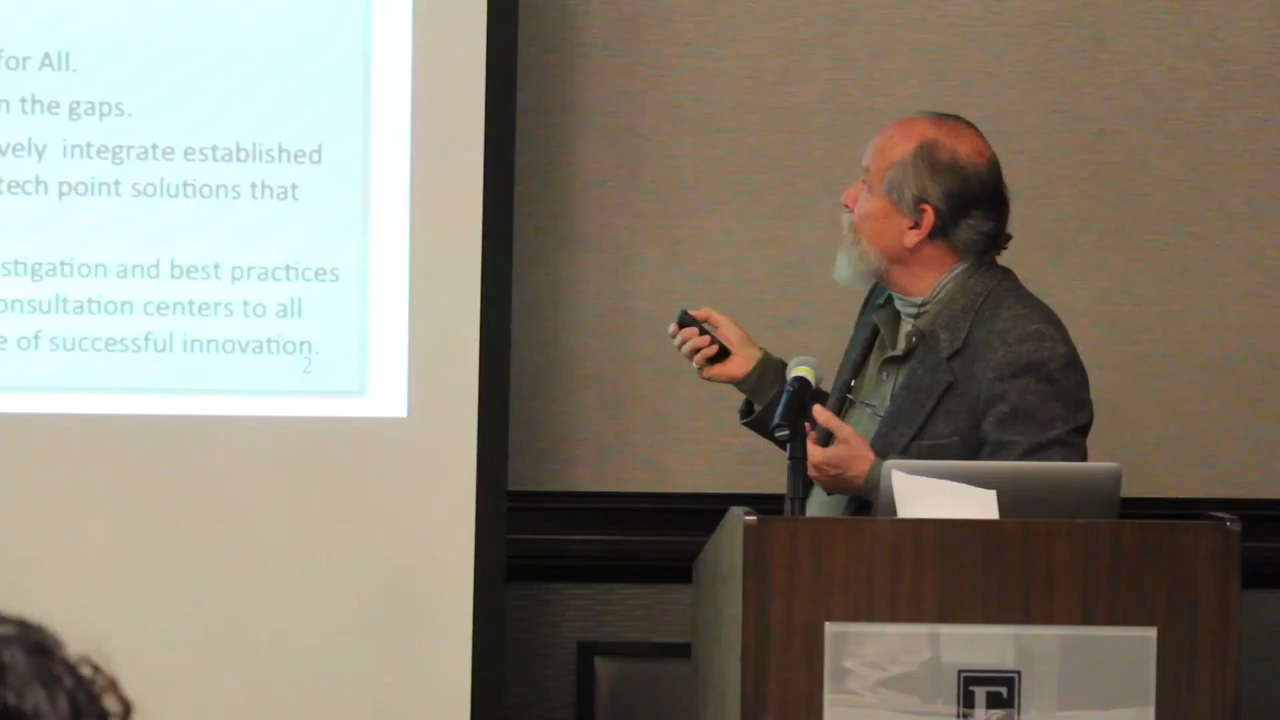 for All.
n the gaps.
vely integrate established
tech point solutions that
stigation and best practices
onsultation centers to all
e of successful innovation.
2
E